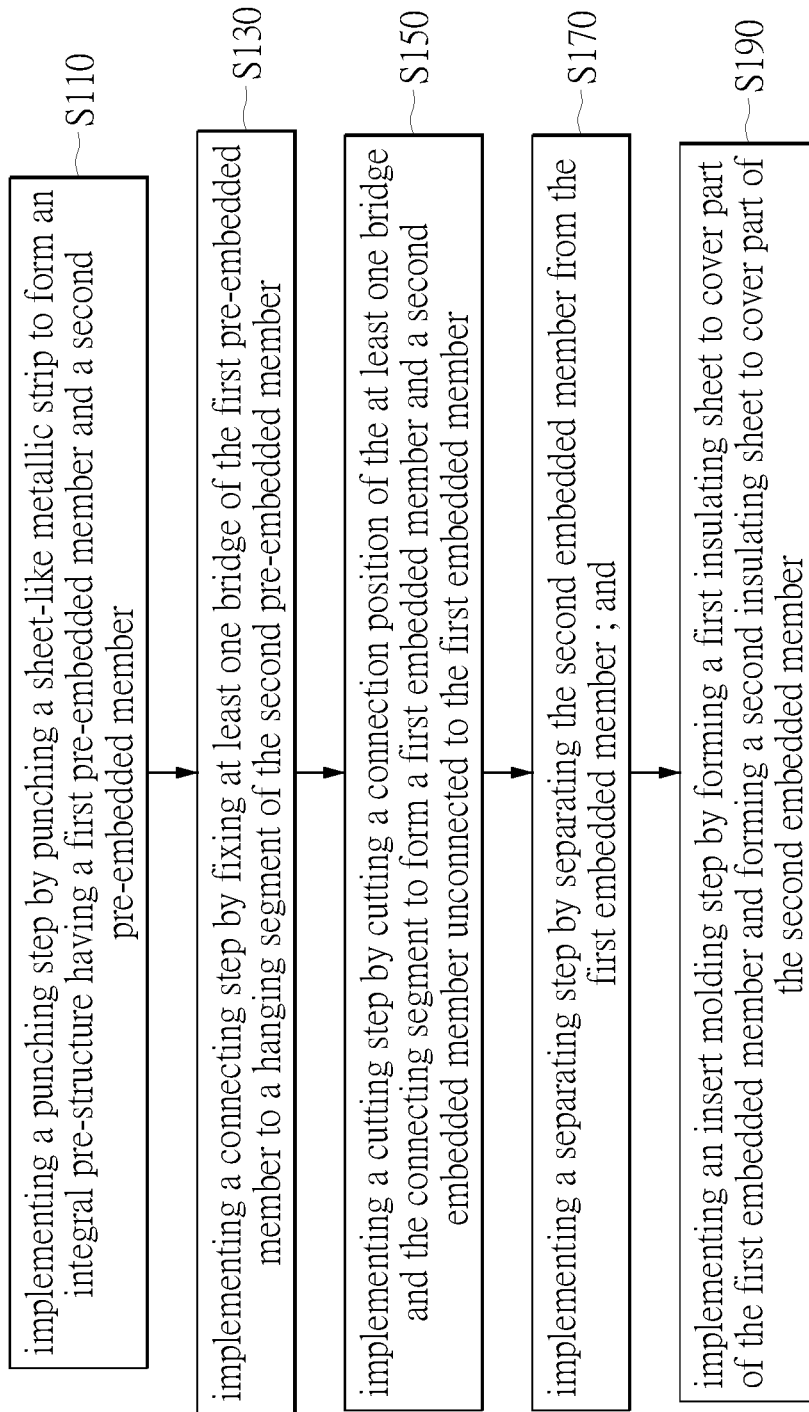 implementing a punching step by punching a sheet-like metallic strip to form an
integral pre-structure having a first pre-embedded member and a second
pre-embedded member
S110
implementing a connecting step by fixing at least one bridge of the first pre-embedded
member to a hanging segment of the second pre-embedded member
S130
implementing a cutting step by cutting a connection position of the at least one bridge
and the connecting segment to form a first embedded member and a second
embedded member unconnected to the first embedded member
S150
implementing a separating step by separating the second embedded member from the
first embedded member ; and
S170
implementing an insert molding step by forming a first insulating sheet to cover part
of the first embedded member and forming a second insulating sheet to cover part of
the second embedded member
S190